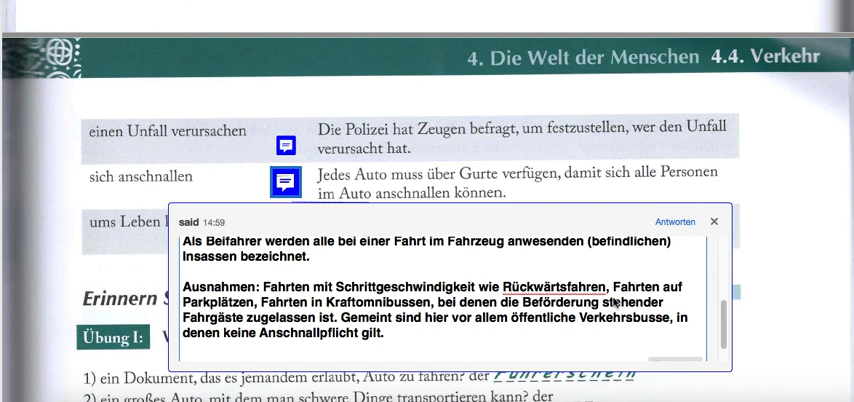 4. Die Welt der Menschen 4.4. Verkehr
einen Unfall verursachen
Die Polizei hat Zeugen befragt, um festzustellen, wer den Unfall
verursacht hat.
sich anschnallen
Jedes Auto muss über Gurte verfügen, damit sich alle Personen
im Auto anschnallen können.
ums Leben
said 14:59 Antworten
Als Beifahrer werden alle bei einer Fahrt im Fahrzeug anwesenden (befindlichen)
Insassen bezeichnet.
Ausnahmen: Fahrten mit Schrittgeschwindigkeit wie Rückwärtsfahren, Fahrten auf
Parkplätzen, Fahrten in Kraftomnibussen, bei denen die Beförderung stehender
Fahrgäste zugelassen ist. Gemeint sind hier vor allem öffentliche Verkehrsbusse, in
denen keine Anschnallpflicht gilt.
Erinnern
Übung I:
1) ein Dokument, das es jemandem erlaubt, Auto zu fahren? der Führerschein
2) ein großes Auto, mit dem man schwere Dinge transportieren kann? der